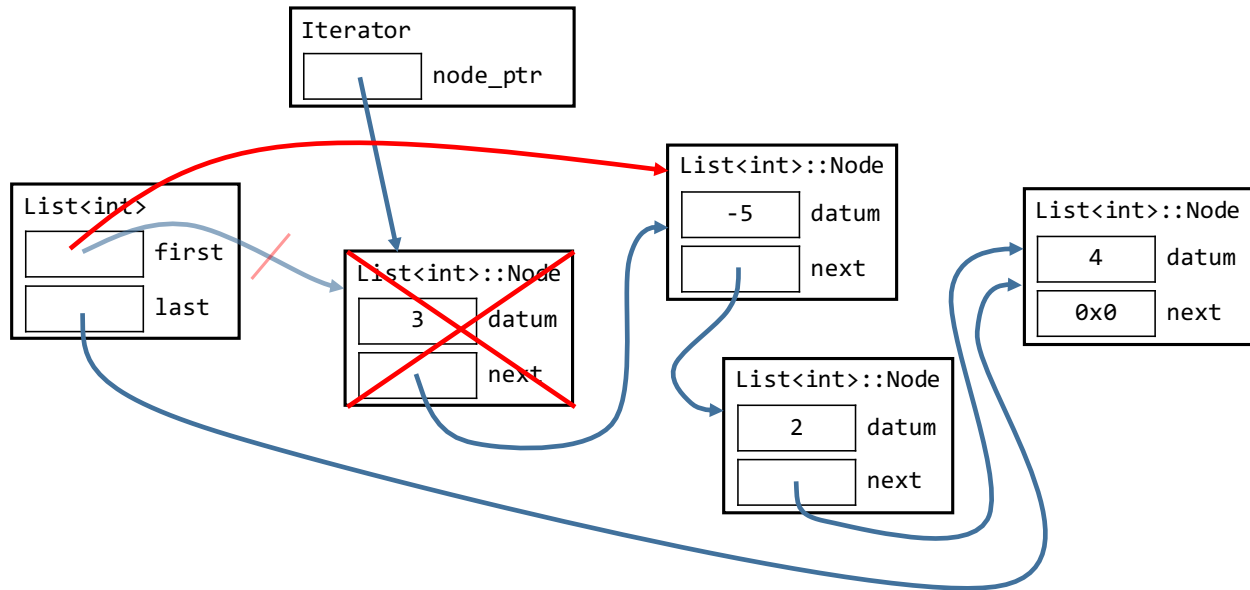 Iterator
node_ptr
List<int>
first
last
List<int>::Node
3 datum
next
List<int>::Node
-5 datum
next
List<int>::Node
2 datum
next
List<int>::Node
4 datum
0x0 next